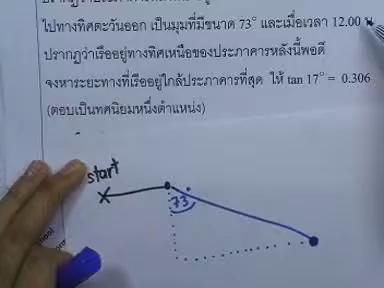 ไปทางทิศตะวันออก เป็นมุมที่มีขนาด 73° และเมื่อเวลา 12.00
ปรากฏว่าเรืออยู่ทางทิศเหนือของประภาคารหลังนี้พอดี
จงหาระยะทางที่เรืออยู่ใกล้ประภาคารที่สุด ให้ tan 17° = 0.306
(ตอบเป็นทศนิยมหนึ่งตำแหน่ง)
start
73